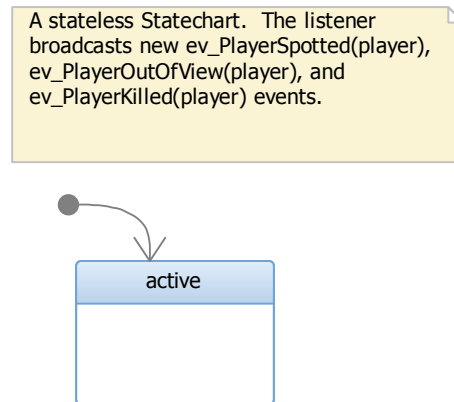 A stateless Statechart.  The listener
broadcasts new ev_PlayerSpotted(player),
ev_PlayerOutOfView(player), and
ev_PlayerKilled(player) events.
active